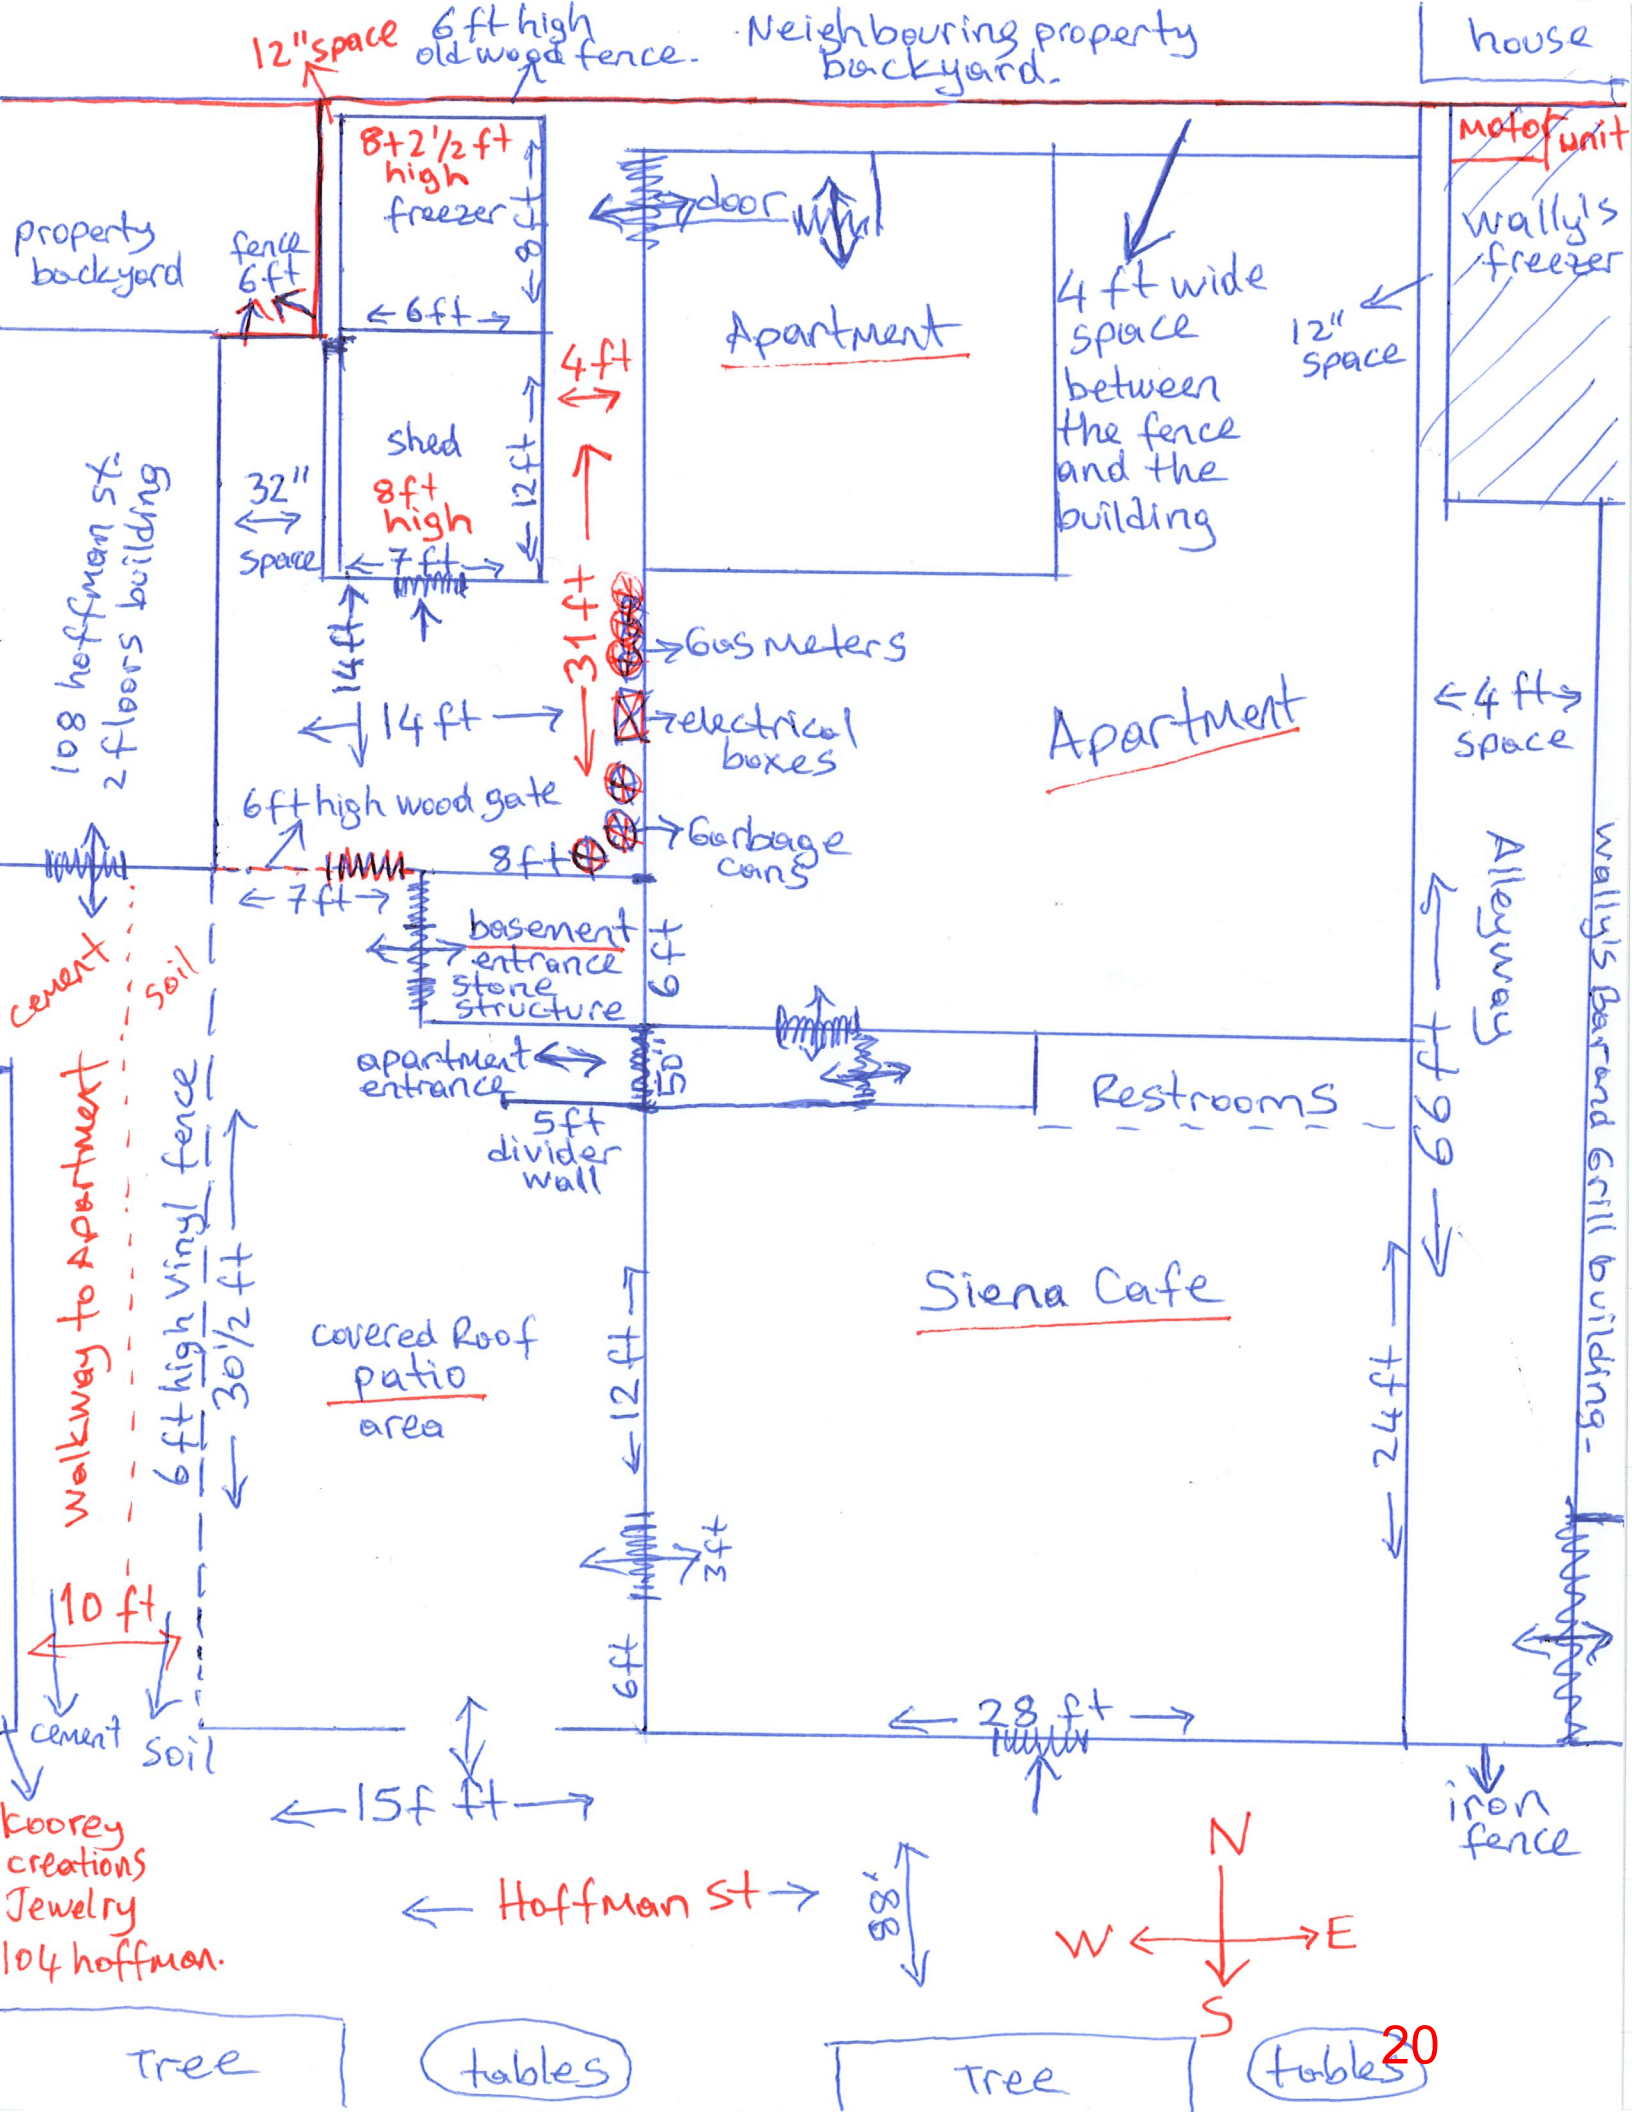 12" space
6 ft high
old wood fence.
Neighbouring property
backyard.
house
8+2½ ft
high
freezer
8 ft
6 ft
property
backyard
fence
6 ft
door
Apartment
4 ft wide
space
between
the fence
and the
building
12"
space
Motor unit
Wally's
freezer
4 ft
32"
space
shed
8 ft
high
12 ft
7 ft
108 hoffman st.
2 floors building
14 ft
14 ft
31 ft
Gas meters
electrical
boxes
Garbage
cans
Apartment
4 ft
space
Alleyway
Wally's Bar and Grill building-
6 ft high wood gate
8 ft
7 ft
cement
soil
basement
entrance
stone
structure
6 ft
apartment
entrance
50"
5 ft
divider
wall
Restrooms
69 ft
Walkway to Apartment
6 ft high vinyl fence
30½ ft
covered Roof
patio
area
12 ft
Siena Cafe
24 ft
3 ft
6 ft
10 ft
cement
soil
15f ft
28 ft
iron
fence
koorey
creations
Jewelry
104 hoffman.
Hoffman st
88'
N
W
E
S
Tree
tables
Tree
tables
20